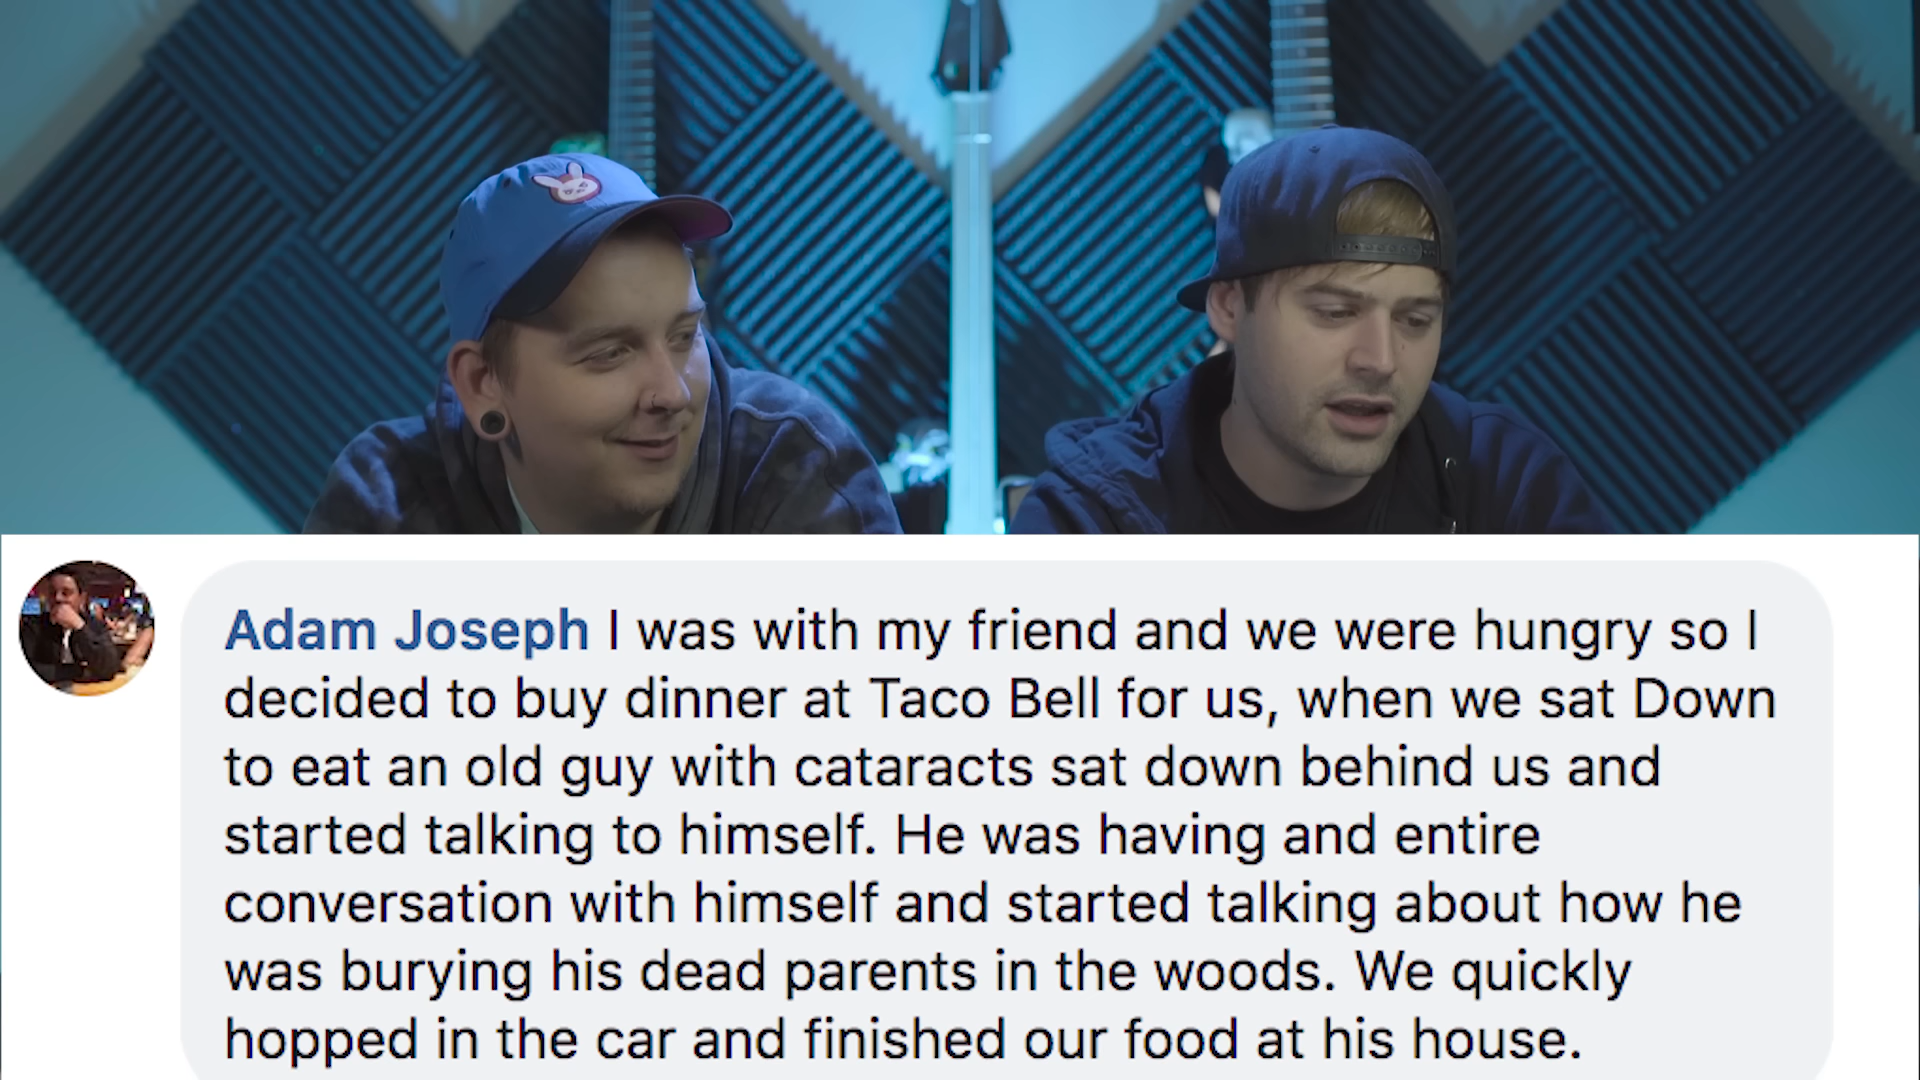 Adam Joseph I was with my friend and we were hungry so I
decided to buy dinner at Taco Bell for us, when we sat Down
to eat an old guy with cataracts sat down behind us and
started talking to himself. He was having and entire
conversation with himself and started talking about how he
was burying his dead parents in the woods. We quickly
hopped in the car and finished our food at his house.